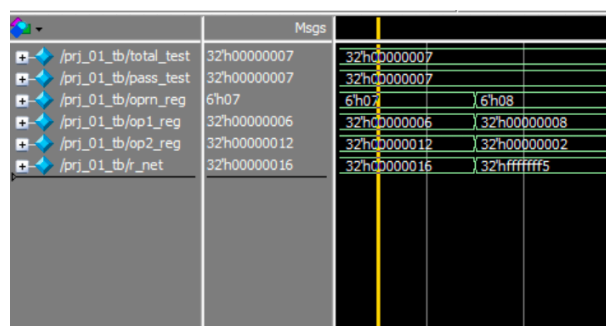 Msgs
/prj_01_tb/total_test 32'h00000007 32'h00000007
/prj_01_tb/pass_test 32'h00000007 32'h00000007
/prj_01_tb/oprn_reg 6'h07 6'h07 6'h08
/prj_01_tb/op1_reg 32'h00000006 32'h00000006 32'h00000008
/prj_01_tb/op2_reg 32'h00000012 32'h00000012 32'h00000002
/prj_01_tb/r_net 32'h00000016 32'h00000016 32'hfffffff5